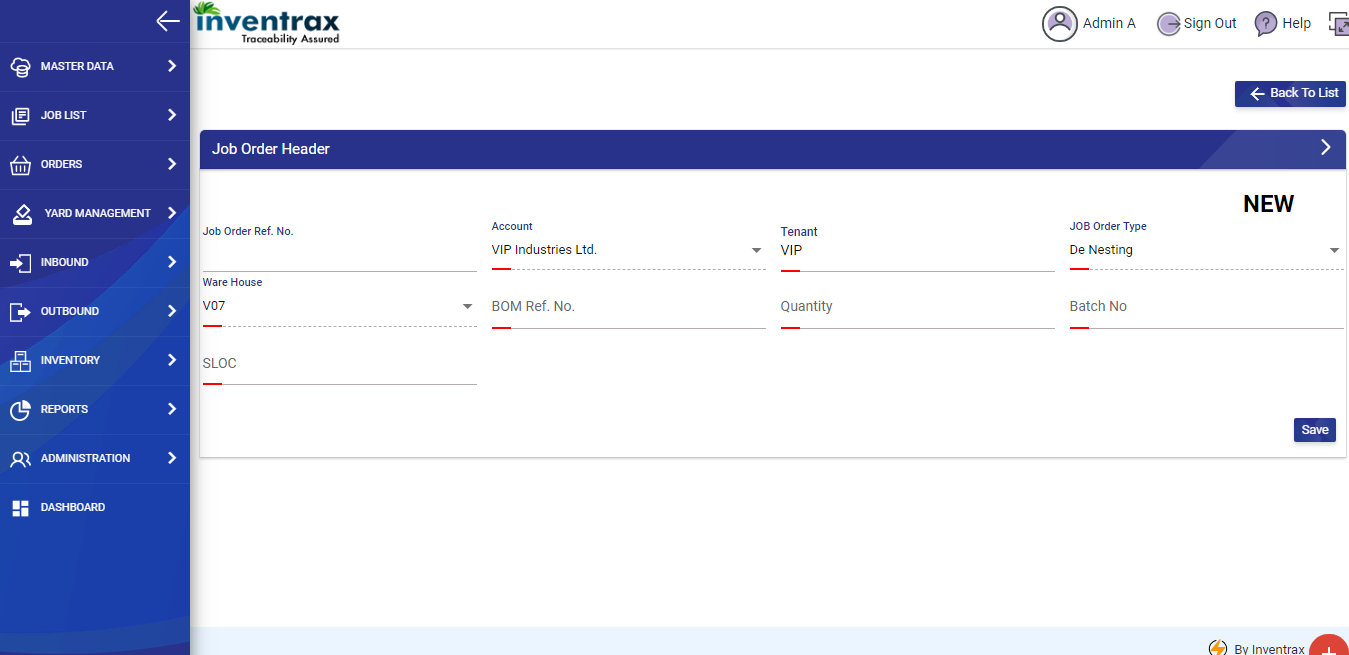 inventrax
Traceability Assured
Admin A
Sign Out
? Help
MASTER DATA
JOB LIST
ORDERS
YARD MANAGEMENT
INBOUND
OUTBOUND
INVENTORY
REPORTS
ADMINISTRATION
DASHBOARD
Back To List
Job Order Header
NEW
Job Order Ref. No.
Account
VIP Industries Ltd.
Tenant
VIP
JOB Order Type
De Nesting
Ware House
V07
BOM Ref. No.
Quantity
Batch No
SLOC
Save
By Inventrax